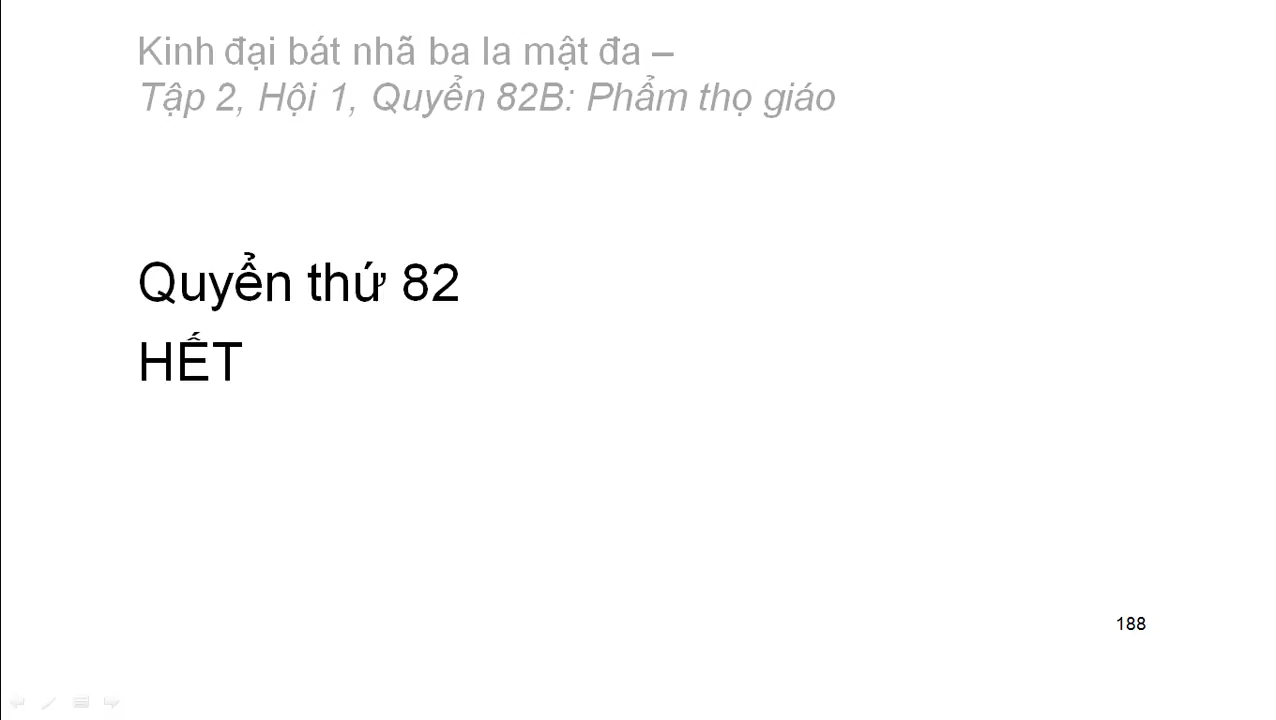 Kinh đại bát nhã ba la mật đa –
Tập 2, Hội 1, Quyển 82B: Phẩm thọ giáo
Quyển thứ 82
HẾT
188